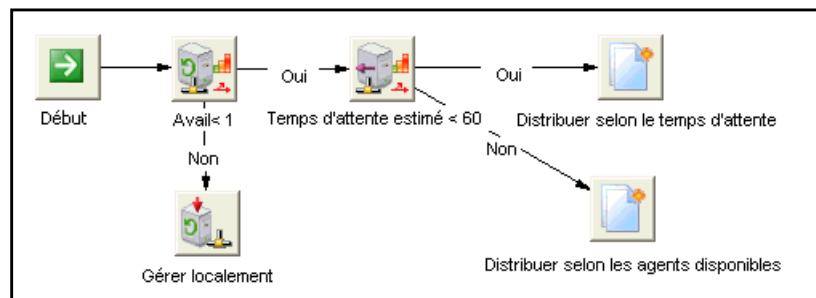 Début
Avail< 1
Oui
Temps d'attente estimé < 60
Oui
Distribuer selon le temps d'attente
Non
Non
Gérer localement
Distribuer selon les agents disponibles